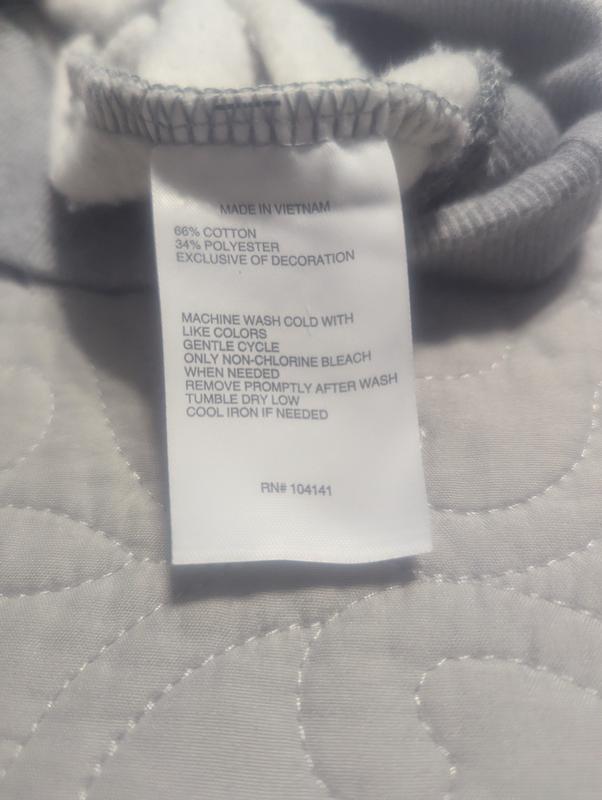 MADE IN VIETNAM
66% COTTON
34% POLYESTER
EXCLUSIVE OF DECORATION
MACHINE WASH COLD WITH
LIKE COLORS
GENTLE CYCLE
ONLY NON-CHLORINE BLEACH
WHEN NEEDED
REMOVE PROMPTLY AFTER WASH
TUMBLE DRY LOW
COOL IRON IF NEEDED
RN# 104141